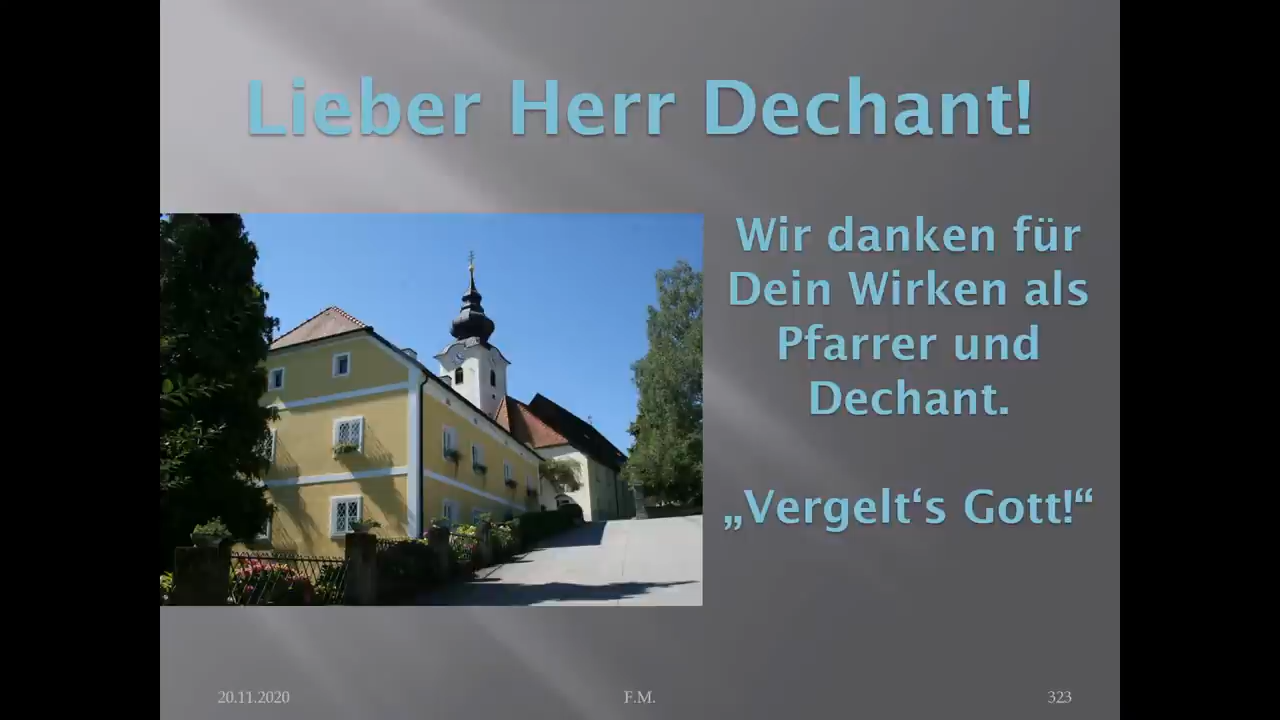 Lieber Herr Dechant!
Wir danken für
Dein Wirken als
Pfarrer und
Dechant.
„Vergelt‘s Gott!“
20.11.2020 F.M. 323